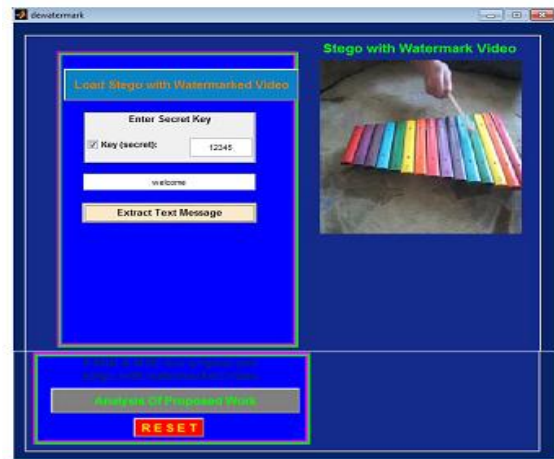 dewatermark
Stego with Watermark Video
Load Stego with Watermarked Video
Enter Secret Key
Key (secret):
12345
welcome
Extract Text Message
Analysis Of Proposed Work
RESET